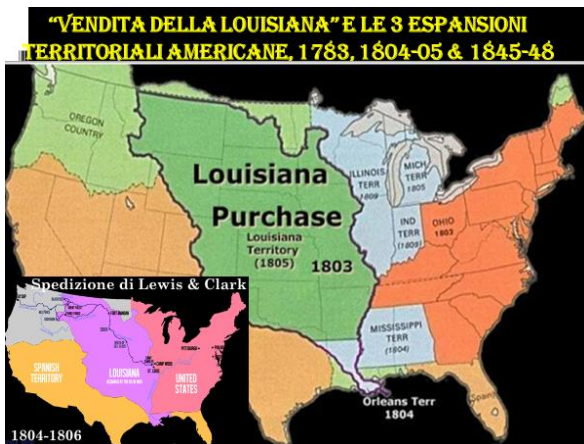 “VENDITA DELLA LOUISIANA” E LE 3 ESPANSIONI
TERRITORIALI AMERICANE, 1783, 1804-05 & 1845-48
OREGON
COUNTRY
Louisiana
Purchase
Louisiana
Territory
(1805)
1803
ILLINOIS
TERR
1809
MICH
TERR
1805
IND
TERR
(1809)
OHIO
1803
MISSISSIPPI
TERR
(1804)
Orleans Terr
1804
Spain
Spedizione di Lewis & Clark
SPANISH
TERRITORY
LOUISIANA
UNITED
STATES
1804-1806